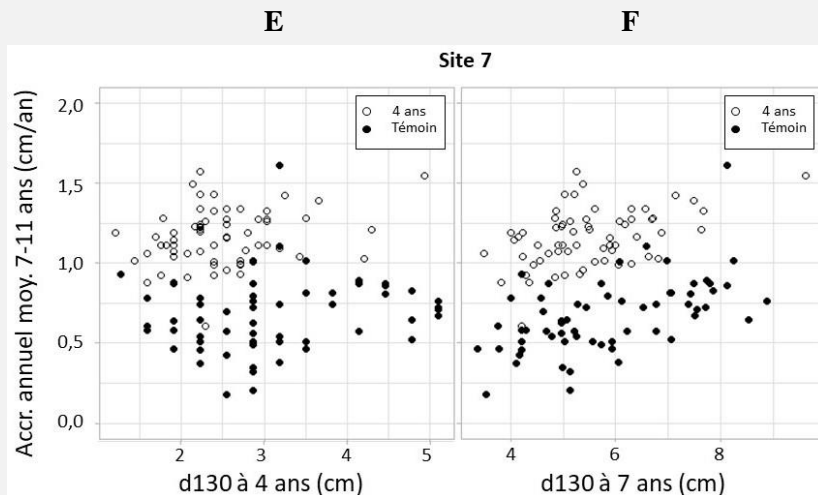 E F
Site 7
Accr. annuel moy. 7-11 ans (cm/an)
2,0
1,5
1,0
0,5
0,0
4 ans
Témoin
2 3 4 5
d130 à 4 ans (cm)
4 ans
Témoin
4 6 8
d130 à 7 ans (cm)